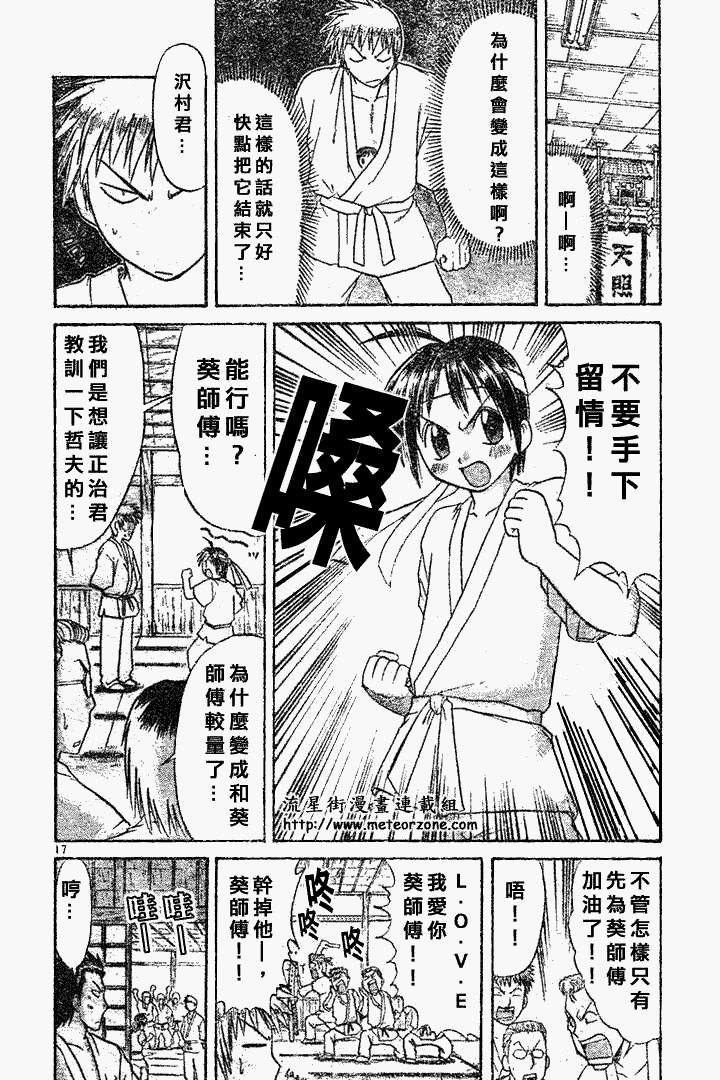 啊—啊…
天照
為什麼會變成這樣啊?
這樣的話就只好
快點把它結束了…
沢村君…
不要手下
留情!!
嗓
能行嗎?
葵師傅…
我們是想讓正治君
教訓一下哲夫的…
為什麼變成和葵
師傅較量了…
流星街漫畫連載組
http://www.meteorzone.com
17
不管怎樣只有
先為葵師傅
加油了!!
唔!!
L·O·V·E
我愛你
葵師傅!!
咚
咚
咚
咚
幹掉他—,
葵師傅!!
哼…